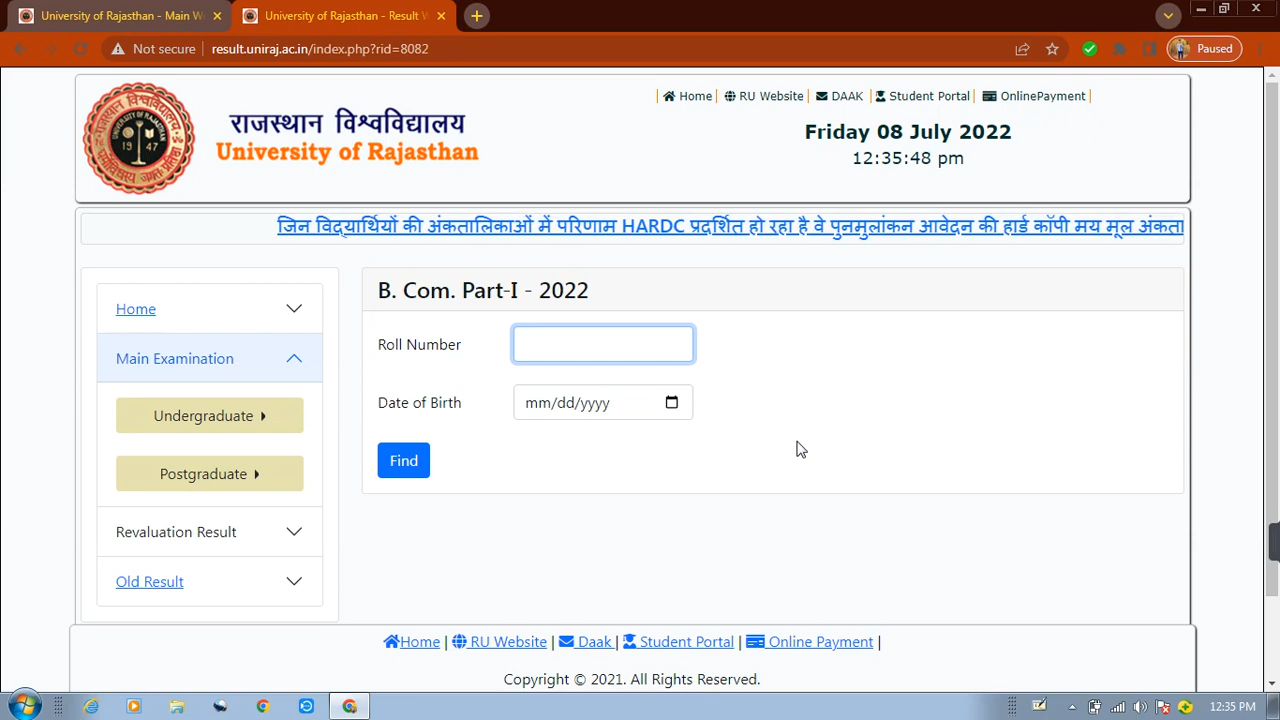 University of Rajasthan - Main W
University of Rajasthan - Result W
Not secure
result.uniraj.ac.in/index.php?rid=8082
Paused
राजस्थान विश्वविद्यालय
University of Rajasthan
Home | RU Website | DAAK | Student Portal | OnlinePayment |
Friday 08 July 2022
12:35:48 pm
जिन विद्यार्थियों की अंकतालिकाओं में परिणाम HARDC प्रदर्शित हो रहा है वे पुनमुलांकन आवेदन की हार्ड कॉपी मय मूल अंकता
Home
Main Examination
Undergraduate
Postgraduate
Revaluation Result
Old Result
B. Com. Part-I - 2022
Roll Number
Date of Birth
mm/dd/yyyy
Find
Home | RU Website | Daak | Student Portal | Online Payment |
Copyright © 2021. All Rights Reserved.
12:35 PM